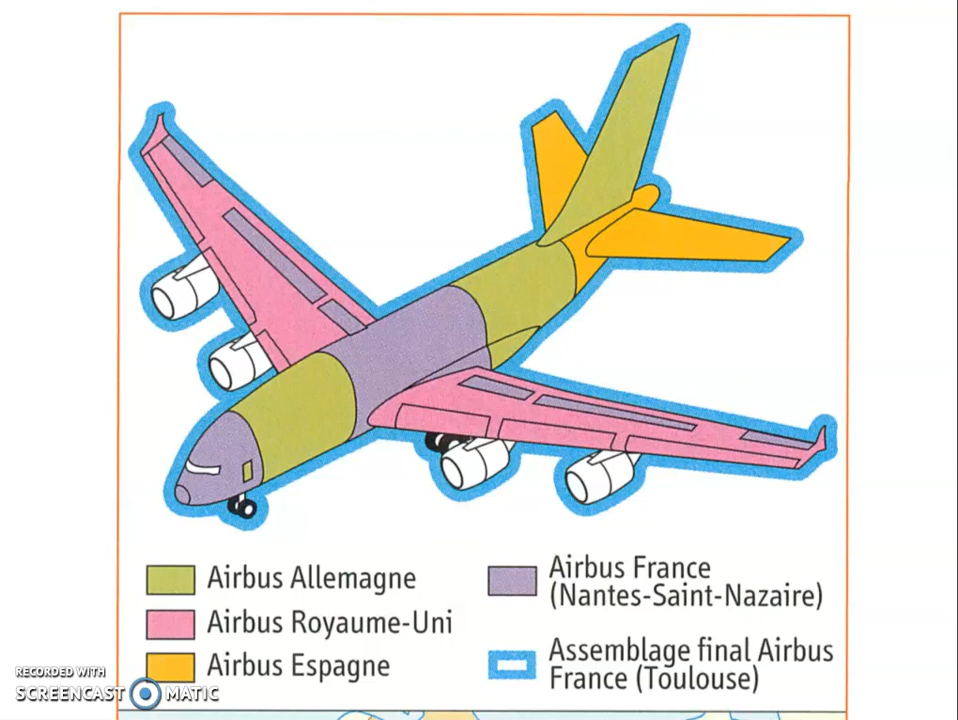 Airbus Allemagne
Airbus Royaume-Uni
Airbus Espagne
Airbus France
(Nantes-Saint-Nazaire)
Assemblage final Airbus
France (Toulouse)
RECORDED WITH
SCREENCAST MATIC